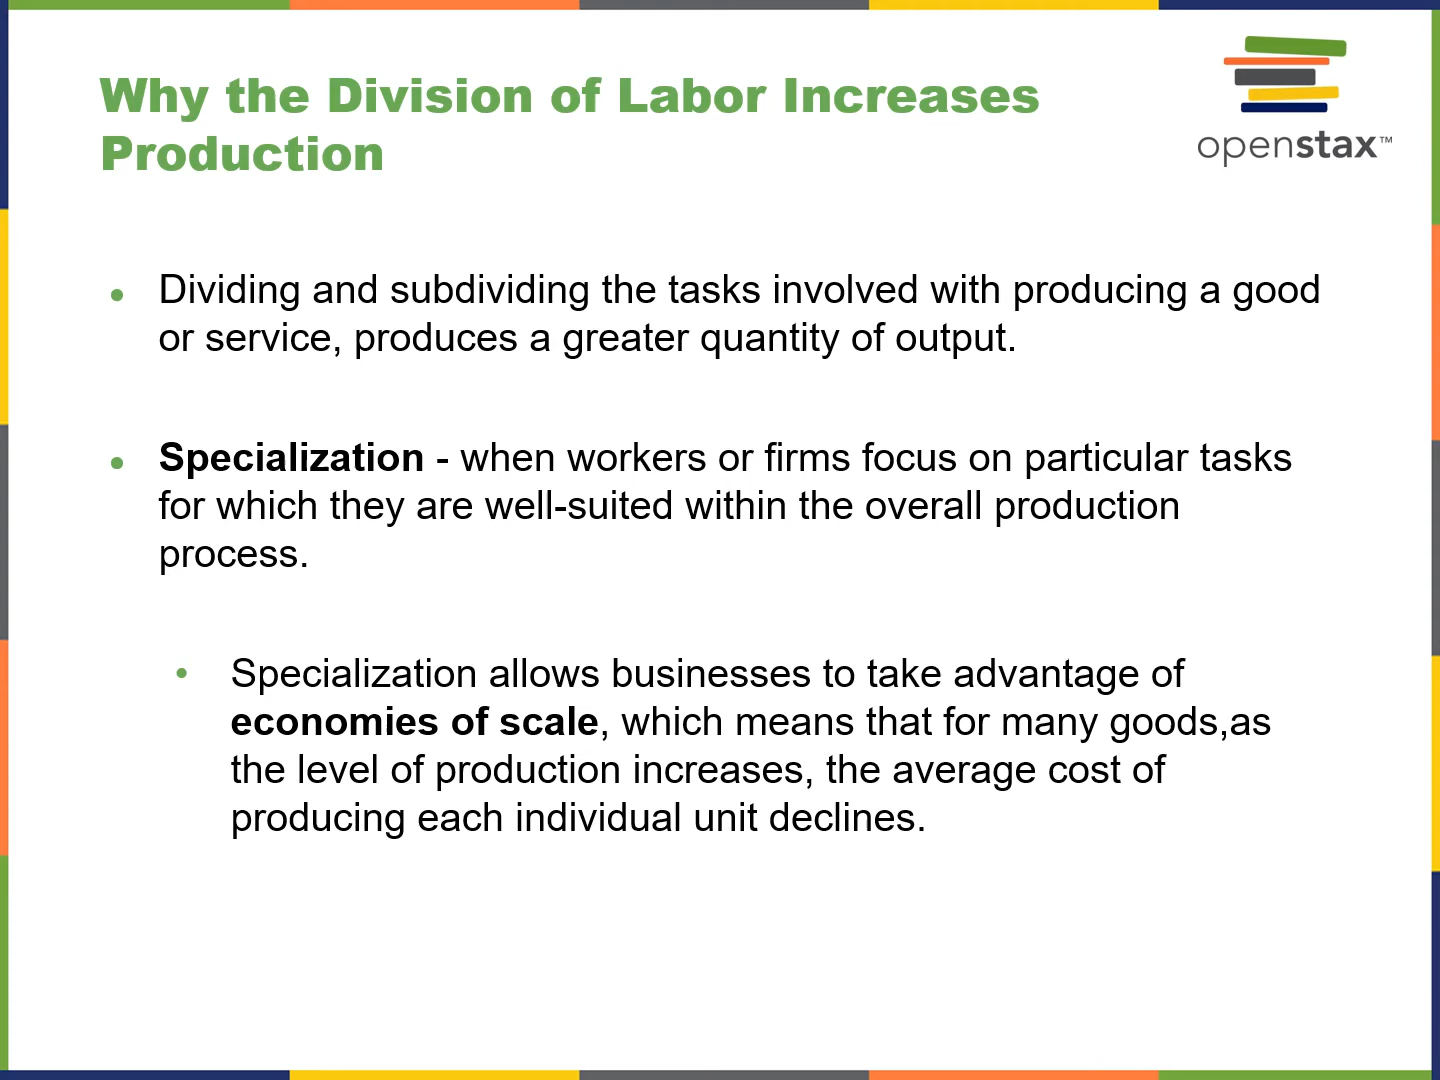 Why the Division of Labor Increases
Production
openstax™
● Dividing and subdividing the tasks involved with producing a good
or service, produces a greater quantity of output.
● Specialization - when workers or firms focus on particular tasks
for which they are well-suited within the overall production
process.
• Specialization allows businesses to take advantage of
economies of scale, which means that for many goods,as
the level of production increases, the average cost of
producing each individual unit declines.